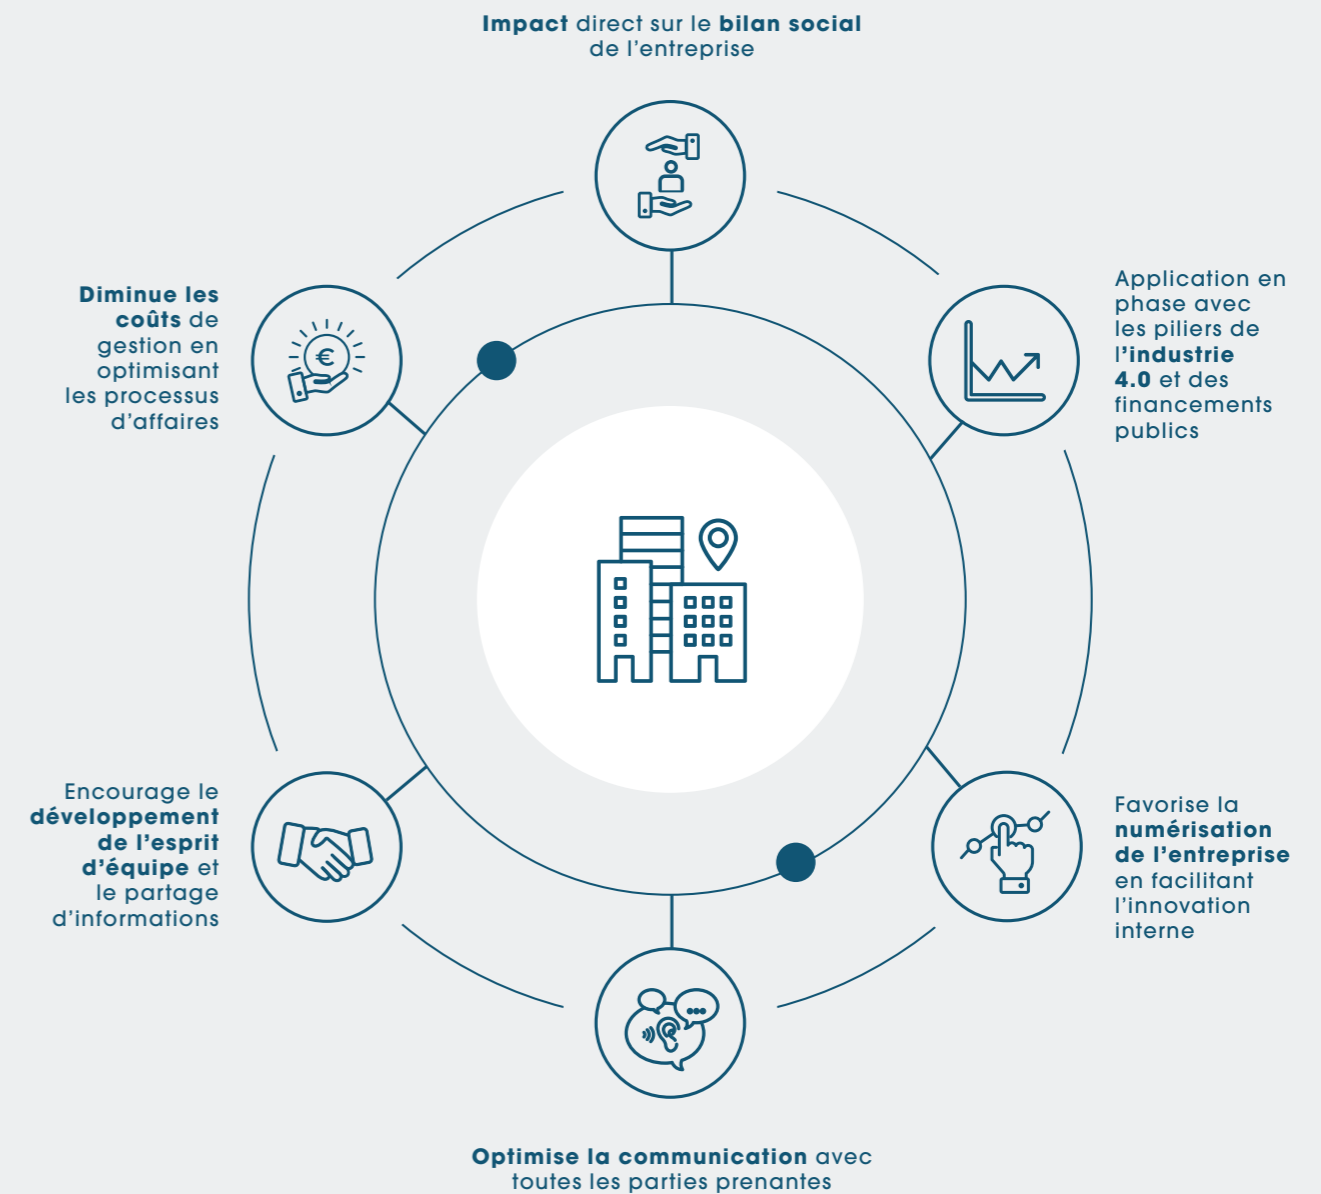 Impact direct sur le bilan social
de l'entreprise
Diminue les
coûts de
gestion en
optimisant
les processus
d'affaires
Application en
phase avec
les piliers de
l'industrie
4.0 et des
financements
publics
Encourage le
développement
de l'esprit
d'équipe et
le partage
d'informations
Favorise la
numérisation
de l'entreprise
en facilitant
l'innovation
interne
Optimise la communication avec
toutes les parties prenantes